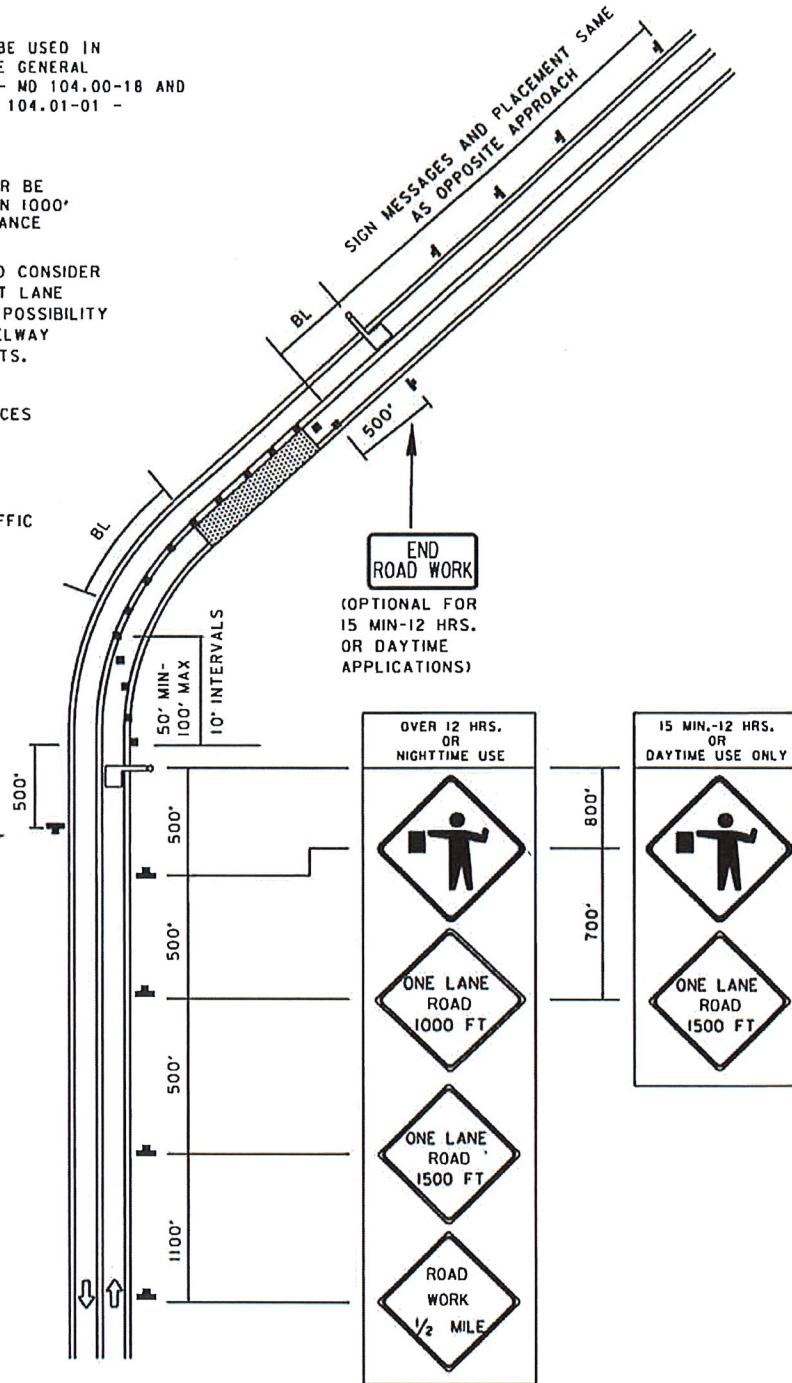 BE USED IN
E GENERAL
- MD 104.00-18 AND
104.01-01 -
R BE
N 1000'
ANCE
D CONSIDER
T LANE
POSSIBILITY
ELWAY
TS.
CES
FFIC
SIGN MESSAGES AND PLACEMENT SAME
AS OPPOSITE APPROACH
BL
500'
BL
END
ROAD WORK
(OPTIONAL FOR
15 MIN-12 HRS.
OR DAYTIME
APPLICATIONS)
50' MIN-
100' MAX
10' INTERVALS
500'
500'
500'
500'
1100'
OVER 12 HRS.
OR
NIGHTTIME USE
ONE LANE
ROAD
1000 FT
ONE LANE
ROAD
1500 FT
ROAD
WORK
1/2 MILE
800'
700'
15 MIN.-12 HRS.
OR
DAYTIME USE ONLY
ONE LANE
ROAD
1500 FT